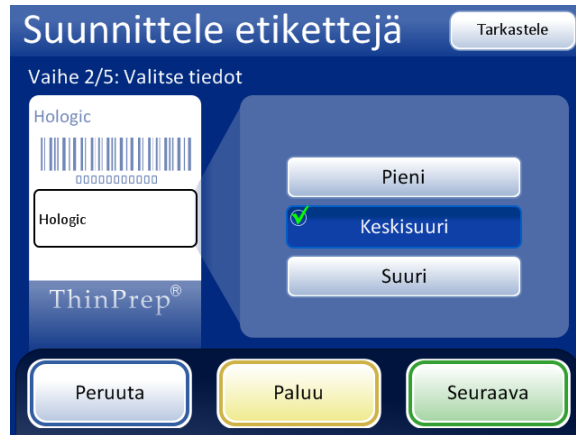 Suunnittele etikettejä
Tarkastele
Vaihe 2/5: Valitse tiedot
Hologic
00000000000
Hologic
ThinPrep®
Pieni
Keskisuuri
Suuri
Peruuta
Paluu
Seuraava